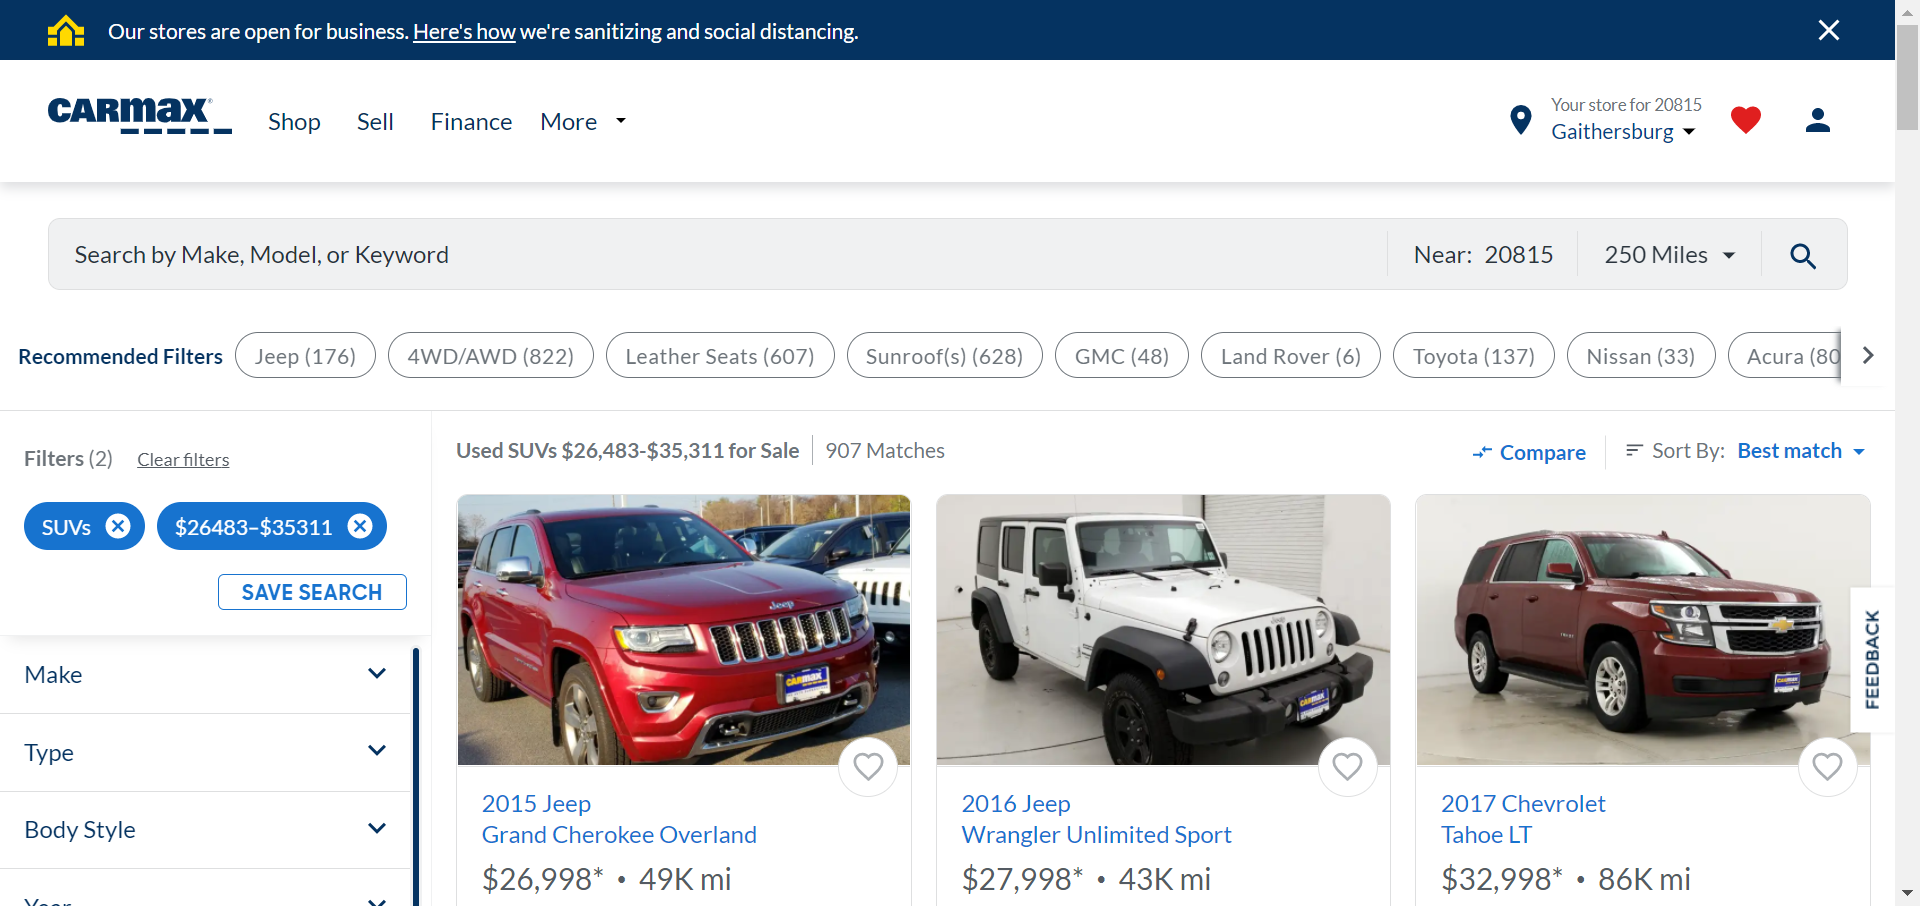 Our stores are open for business. Here's how we're sanitizing and social distancing.
CARMAX
Shop
Sell
Finance
More
Your store for 20815
Gaithersburg
Search by Make, Model, or Keyword
Near: 20815
250 Miles
Recommended Filters
Jeep (176)
4WD/AWD (822)
Leather Seats (607)
Sunroof(s) (628)
GMC (48)
Land Rover (6)
Toyota (137)
Nissan (33)
Acura (80
Filters (2)
Clear filters
SUVs
$26483–$35311
SAVE SEARCH
Make
Type
Body Style
Year
Used SUVs $26,483-$35,311 for Sale
907 Matches
Compare
Sort By: Best match
Jeep
CARMAX
CARMAX
CARMAX
FEEDBACK
2015 Jeep
Grand Cherokee Overland
$26,998* • 49K mi
2016 Jeep
Wrangler Unlimited Sport
$27,998* • 43K mi
2017 Chevrolet
Tahoe LT
$32,998* • 86K mi